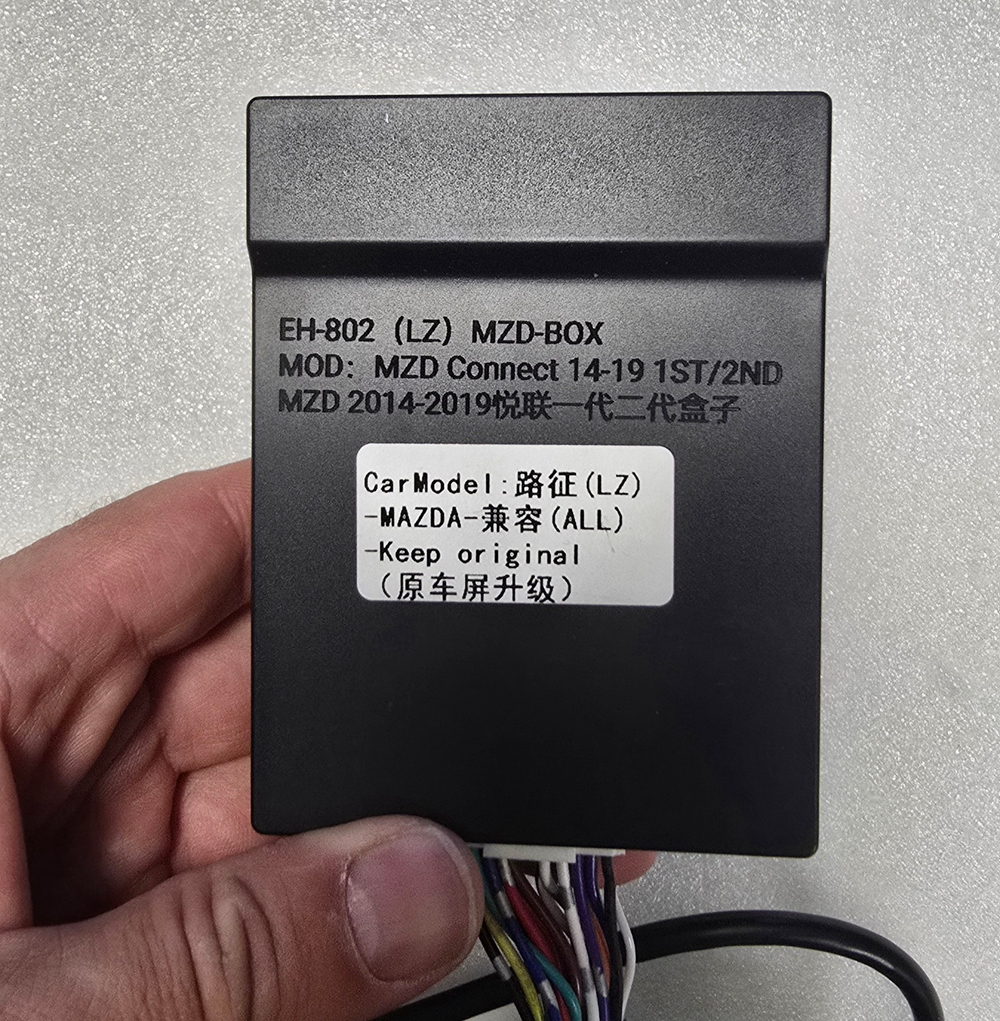 EH-802（LZ）MZD-BOX
MOD：MZD Connect 14-19 1ST/2ND
MZD 2014-2019悦联一代二代盒子
CarModel:路征(LZ)
-MAZDA-兼容(ALL)
-Keep original
（原车屏升级）